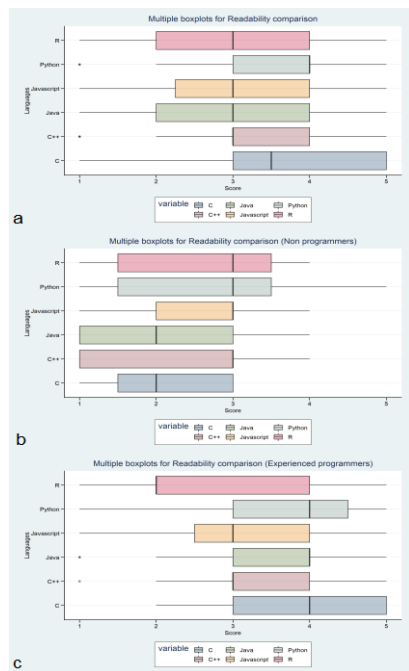 Multiple boxplots for Readability comparison
R
Python
Javascript
Java
C++
C
Languages
1 2 3 4 5
Score
variable
C Java Python
C++ Javascript R
a
Multiple boxplots for Readability comparison (Non programmers)
R
Python
Javascript
Java
C++
C
Languages
1 2 3 4 5
Score
variable
C Java Python
C++ Javascript R
b
Multiple boxplots for Readability comparison (Experienced programmers)
R
Python
Javascript
Java
C++
C
Languages
1 2 3 4 5
Score
variable
C Java Python
C++ Javascript R
c